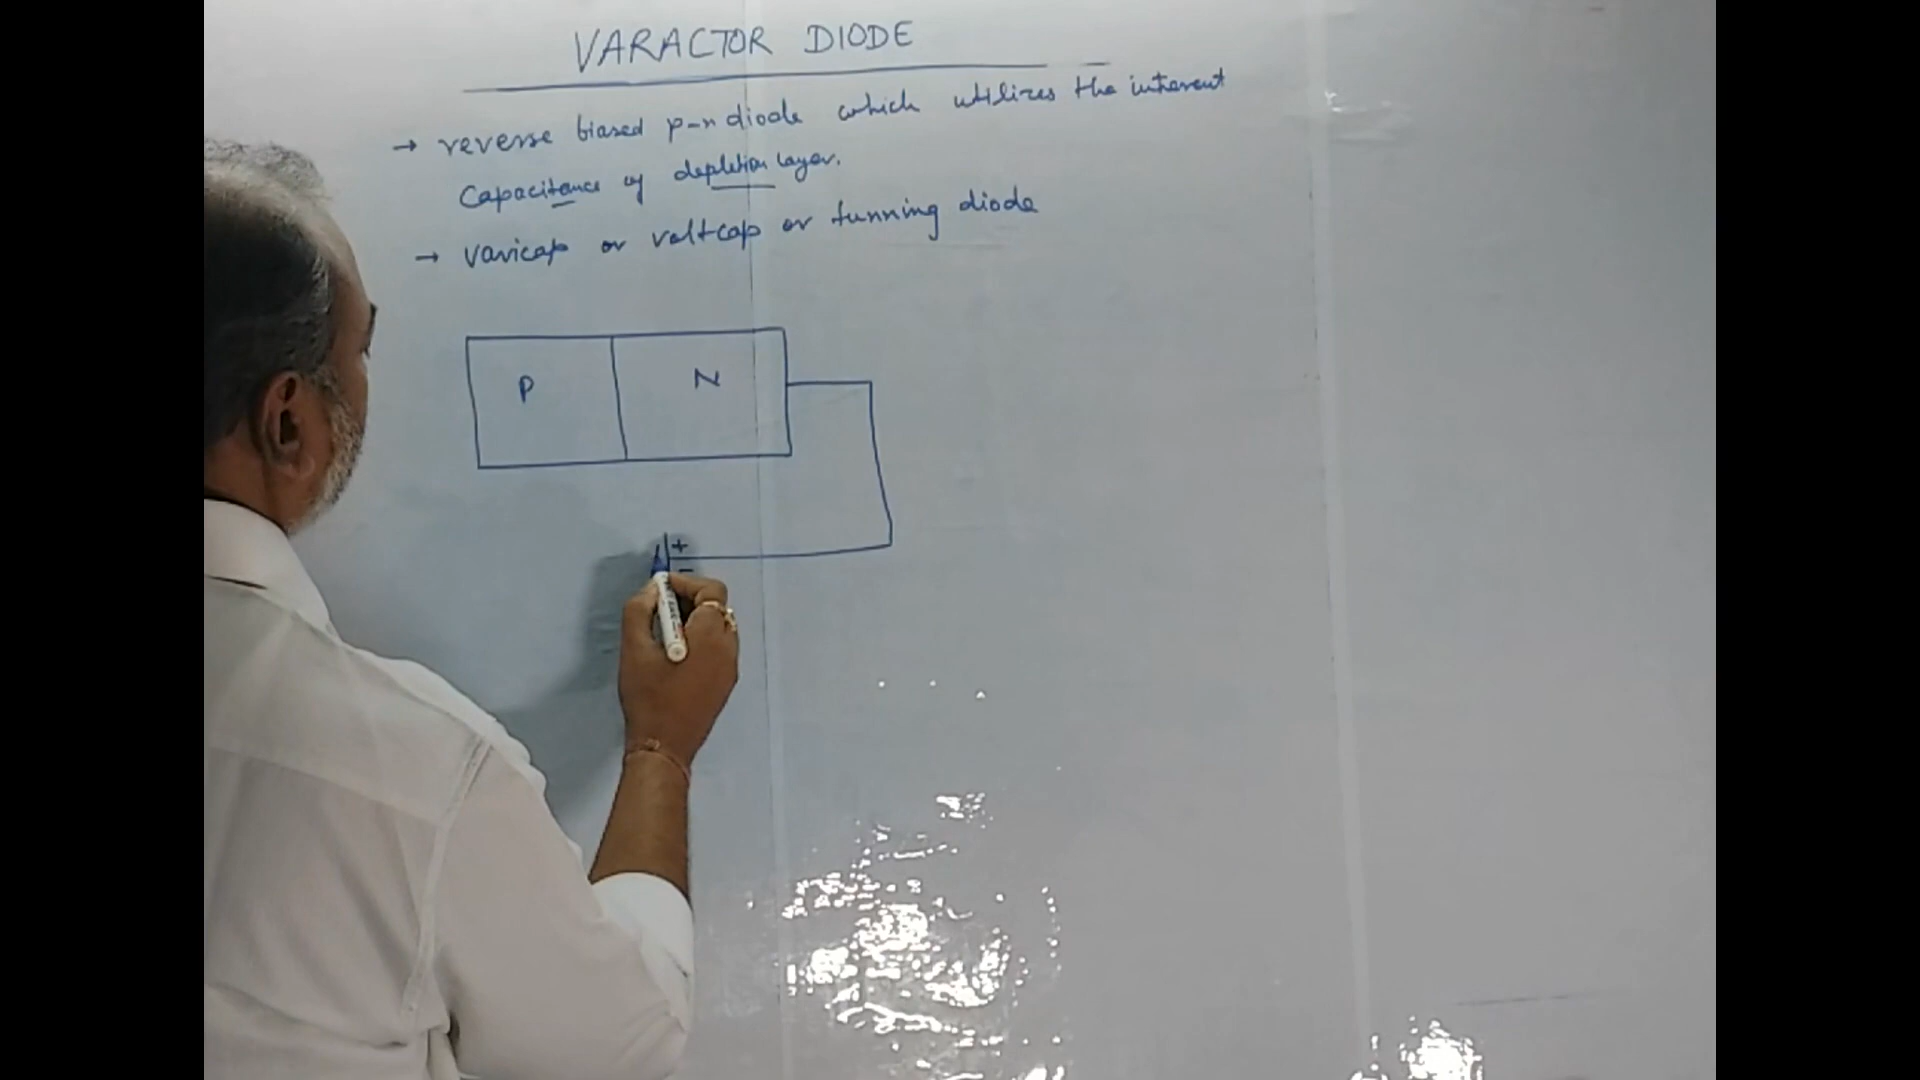 VARACTOR DIODE
→ reverse biased p-n diode which utilizes the inherent
Capacitance of depletion layer.
→ varicap or voltcap or tunning diode
P N
+
-